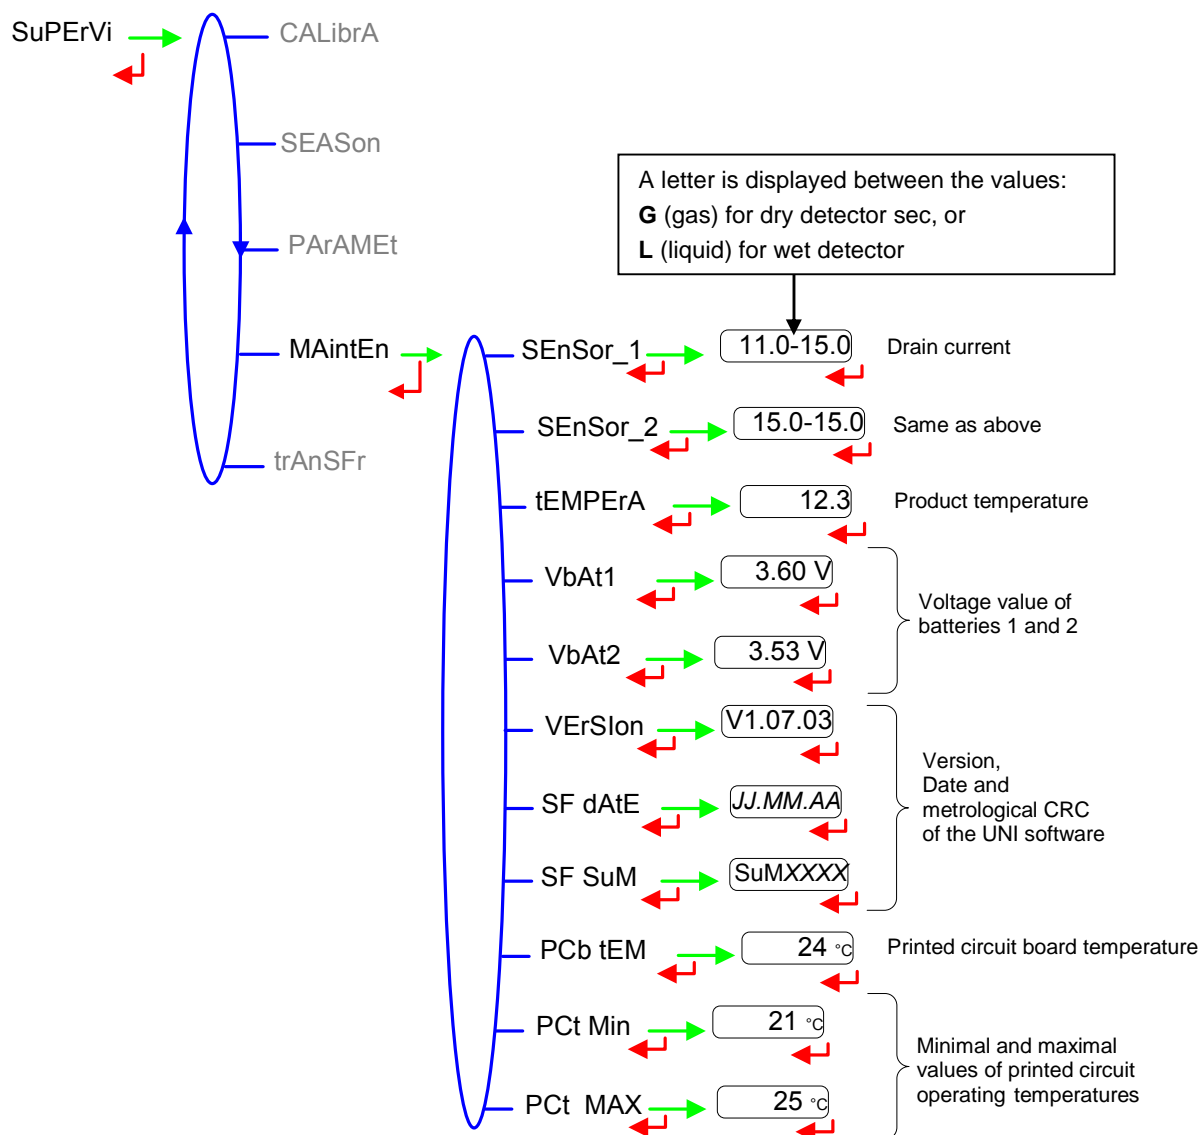 SuPErVi
CALibrA
SEASon
A letter is displayed between the values:
G (gas) for dry detector sec, or
L (liquid) for wet detector
PArAMEt
MAintEn
SEnSor_1
11.0-15.0
Drain current
SEnSor_2
15.0-15.0
Same as above
trAnSFr
tEMPErA
12.3
Product temperature
VbAt1
3.60 V
Voltage value of
batteries 1 and 2
VbAt2
3.53 V
VErSIon
V1.07.03
Version,
Date and
metrological CRC
of the UNI software
SF dAtE
JJ.MM.AA
SF SuM
SuMXXXX
PCb tEM
24 °C
Printed circuit board temperature
PCt Min
21 °C
Minimal and maximal
values of printed circuit
operating temperatures
PCt MAX
25 °C